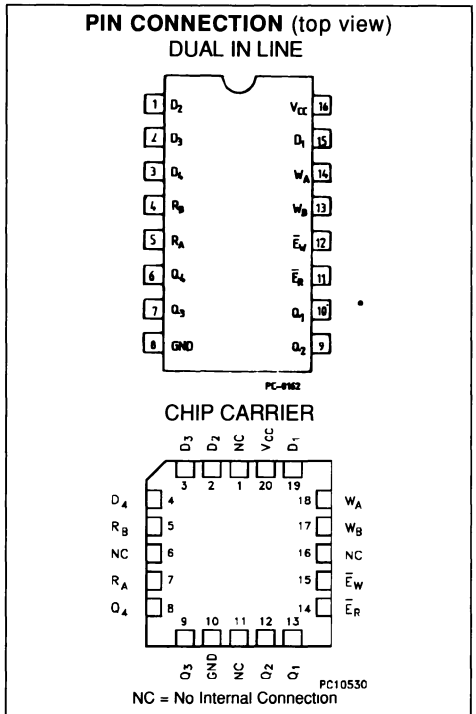 PIN CONNECTION (top view)
DUAL IN LINE
1 D2 VCC 16
2 D3 D1 15
3 D4 WA 14
4 RB WB 13
5 RA E̅W 12
6 Q4 E̅R 11
7 Q3 Q1 10
8 GND Q2 9
PC-0162
CHIP CARRIER
D3 D2 NC VCC D1
3 2 1 20 19
D4 4 18 WA
RB 5 17 WB
NC 6 16 NC
RA 7 15 E̅W
Q4 8 14 E̅R
9 10 11 12 13
Q3 GND NC Q2 Q1
PC10530
NC = No Internal Connection